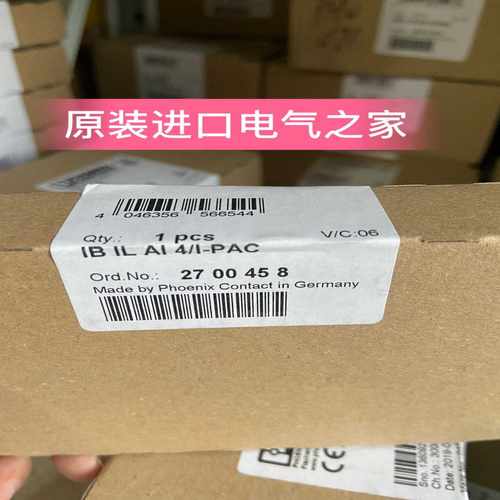 原装进口电气之家
4 046356 566544
Qty.: 1 pcs V/C:06
IB IL AI 4/I-PAC
Ord.No.: 27 00 45 8
Made by Phoenix Contact in Germany